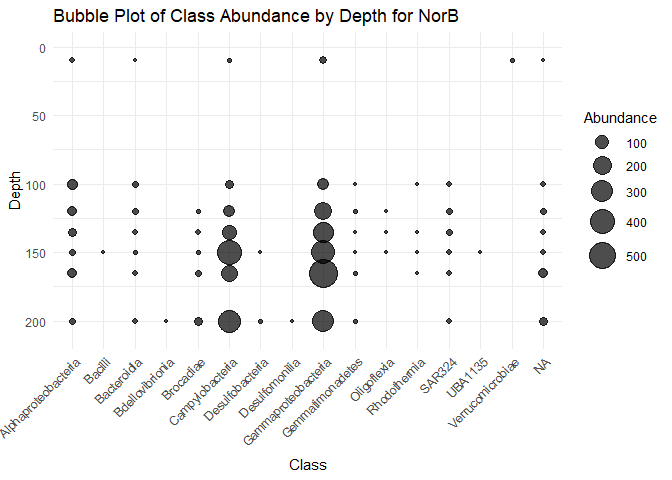 Bubble Plot of Class Abundance by Depth for NorB
0
50
100
150
200
Depth
Alphaproteobacteria
Bacilli
Bacteroidia
Bdellovibrionia
Brocadiae
Campylobacteria
Desulfobacteria
Desulfomonilia
Gammaproteobacteria
Gemmatimonadetes
Oligoflexia
Rhodothermia
SAR324
UBA1135
Verrucomicrobiae
NA
Class
Abundance
100
200
300
400
500